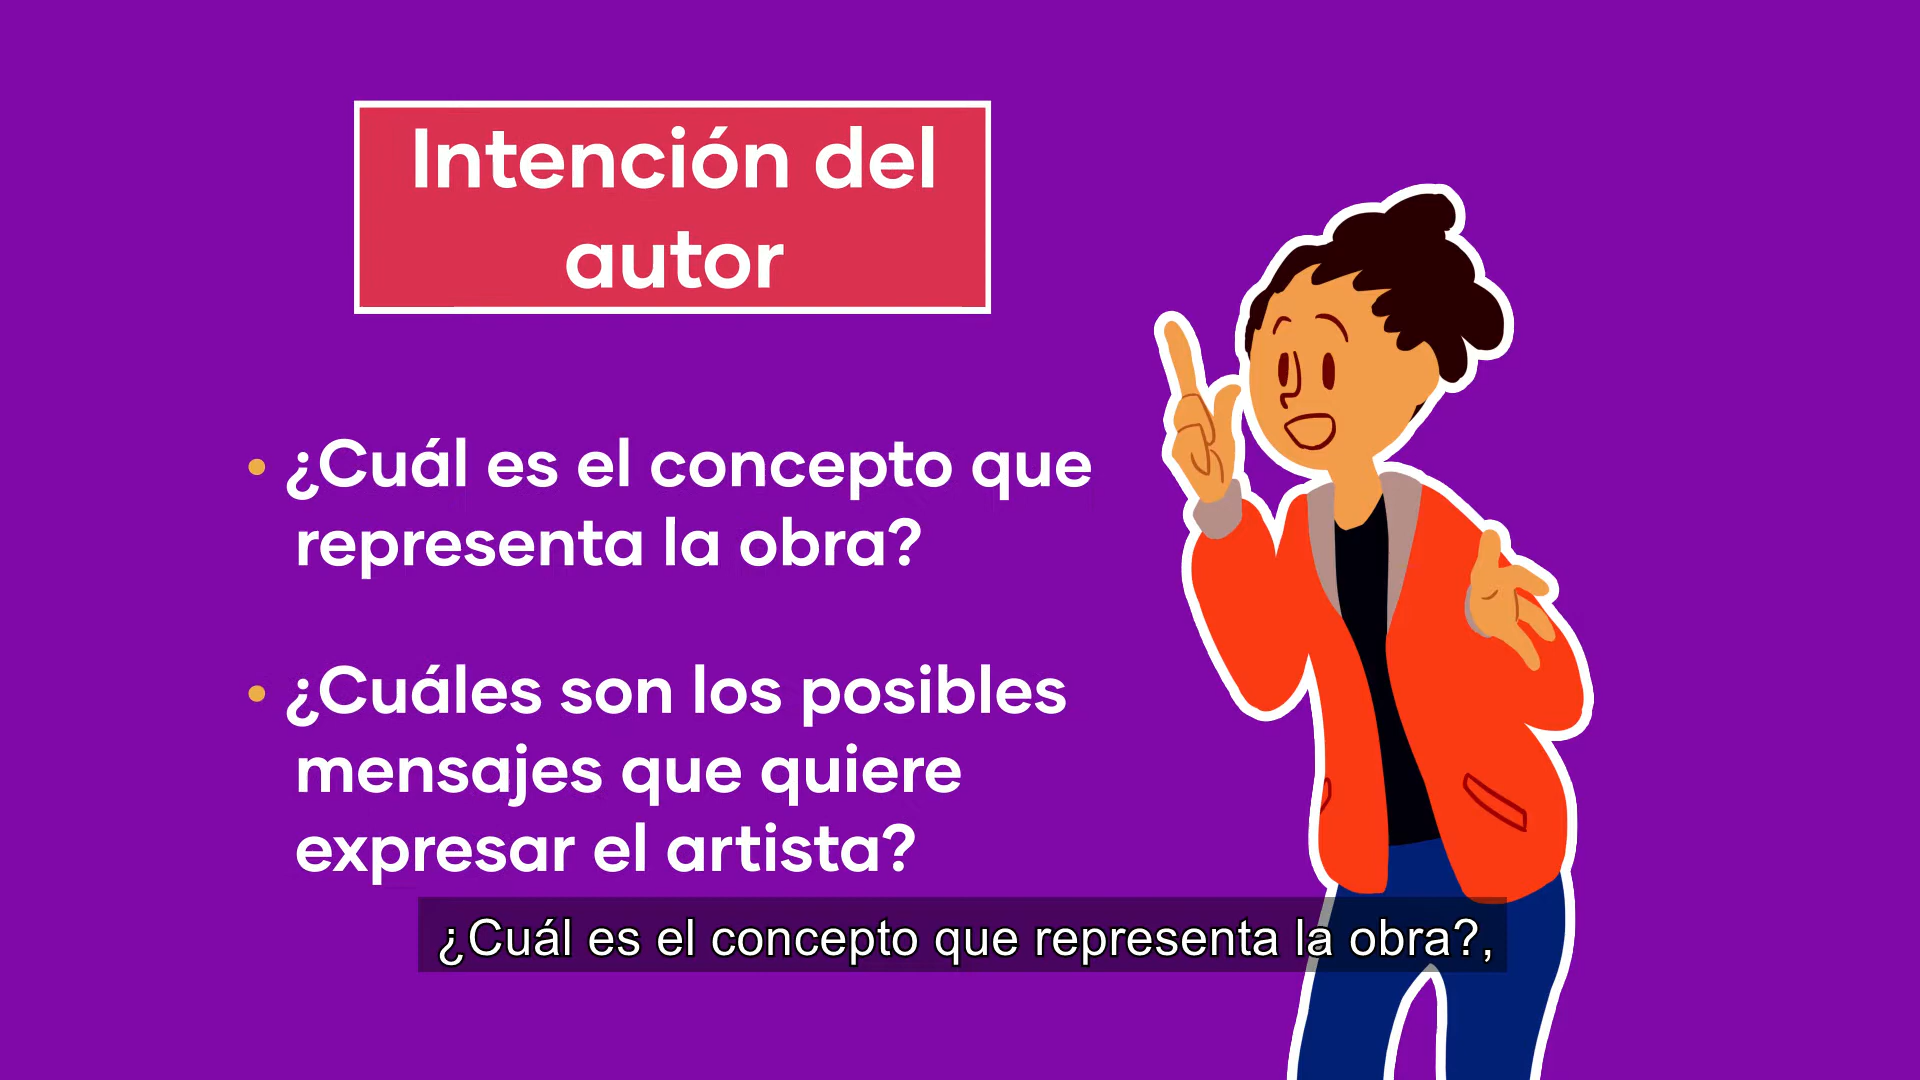 Intención del
autor
• ¿Cuál es el concepto que
representa la obra?
• ¿Cuáles son los posibles
mensajes que quiere
expresar el artista?
¿Cuál es el concepto que representa la obra?,